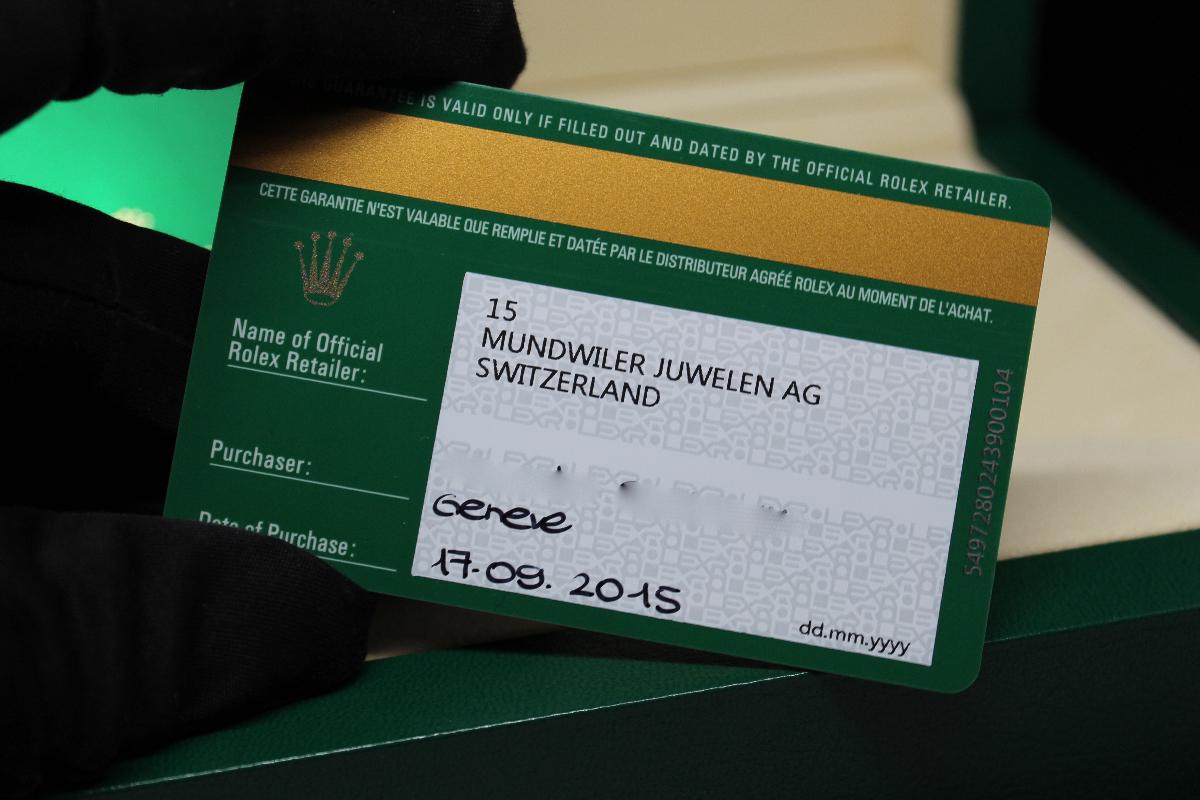 THIS GUARANTEE IS VALID ONLY IF FILLED OUT AND DATED BY THE OFFICIAL ROLEX RETAILER.
CETTE GARANTIE N'EST VALABLE QUE REMPLIE ET DATÉE PAR LE DISTRIBUTEUR AGRÉÉ ROLEX AU MOMENT DE L'ACHAT.
Name of Official
Rolex Retailer:
15
MUNDWILER JUWELEN AG
SWITZERLAND
Purchaser:
Geneve
Date of Purchase:
17.09.2015
dd.mm.yyyy
5497280243900104